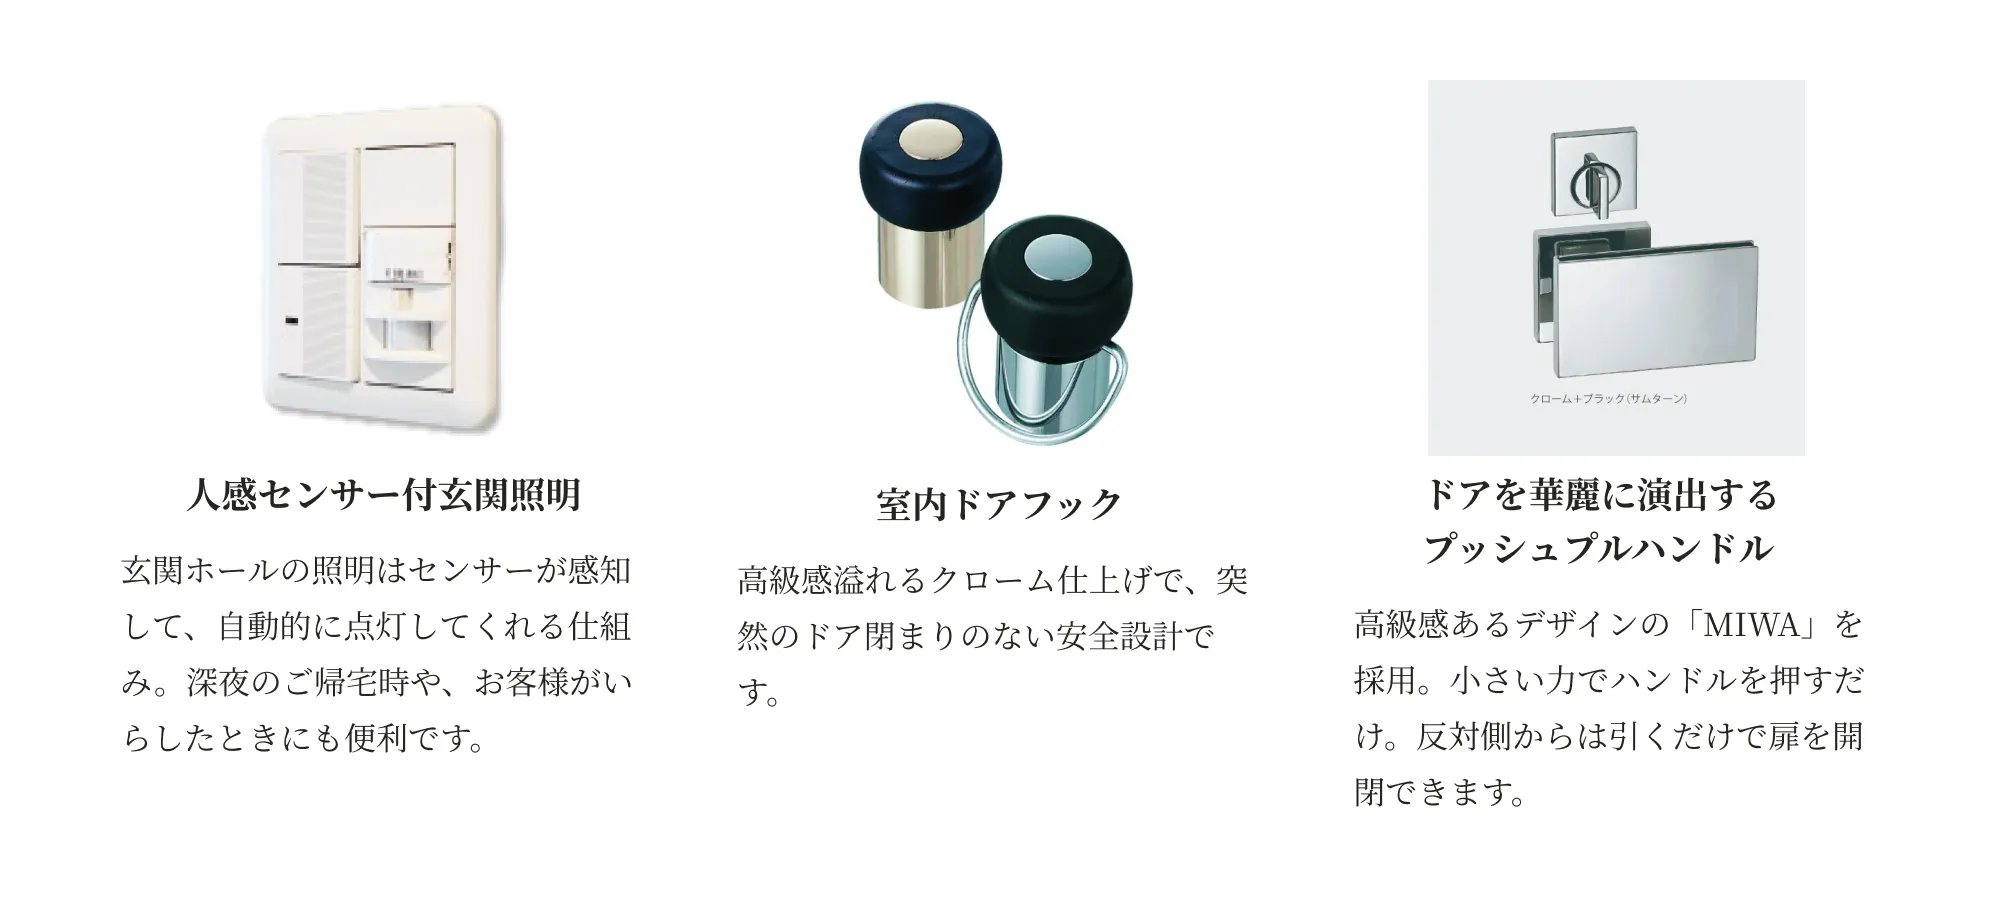 人感センサー付玄関照明
玄関ホールの照明はセンサーが感知
して、自動的に点灯してくれる仕組
み。深夜のご帰宅時や、お客様がい
らしたときにも便利です。
室内ドアフック
高級感溢れるクローム仕上げで、突
然のドア閉まりのない安全設計で
す。
クローム+ブラック(サムターン)
ドアを華麗に演出する
プッシュプルハンドル
高級感あるデザインの「MIWA」を
採用。小さい力でハンドルを押すだ
け。反対側からは引くだけで扉を開
閉できます。